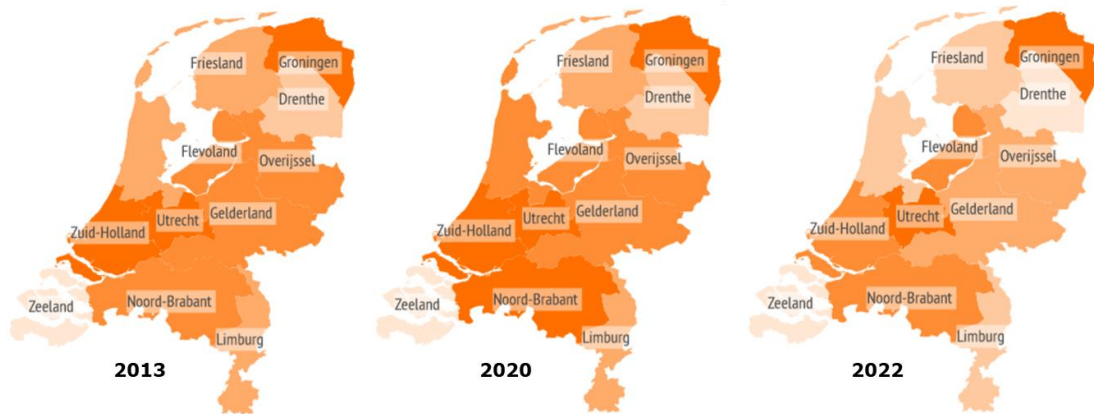 Friesland
Groningen
Drenthe
Flevoland
Overijssel
Utrecht
Gelderland
Zuid-Holland
Zeeland
Noord-Brabant
Limburg
2013
Friesland
Groningen
Drenthe
Flevoland
Overijssel
Utrecht
Gelderland
Zuid-Holland
Zeeland
Noord-Brabant
Limburg
2020
Friesland
Groningen
Drenthe
Flevoland
Overijssel
Utrecht
Gelderland
Zuid-Holland
Zeeland
Noord-Brabant
Limburg
2022